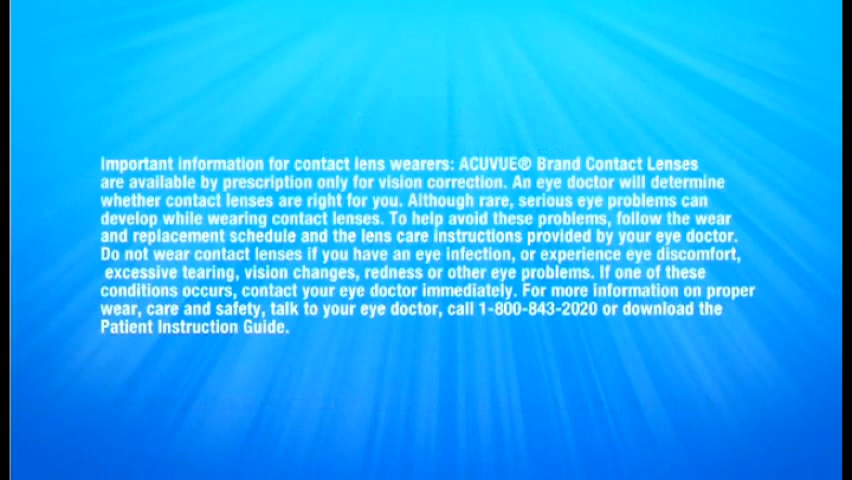 Important information for contact lens wearers: ACUVUE® Brand Contact Lenses
are available by prescription only for vision correction. An eye doctor will determine
whether contact lenses are right for you. Although rare, serious eye problems can
develop while wearing contact lenses. To help avoid these problems, follow the wear
and replacement schedule and the lens care instructions provided by your eye doctor.
Do not wear contact lenses if you have an eye infection, or experience eye discomfort,
excessive tearing, vision changes, redness or other eye problems. If one of these
conditions occurs, contact your eye doctor immediately. For more information on proper
wear, care and safety, talk to your eye doctor, call 1-800-843-2020 or download the
Patient Instruction Guide.